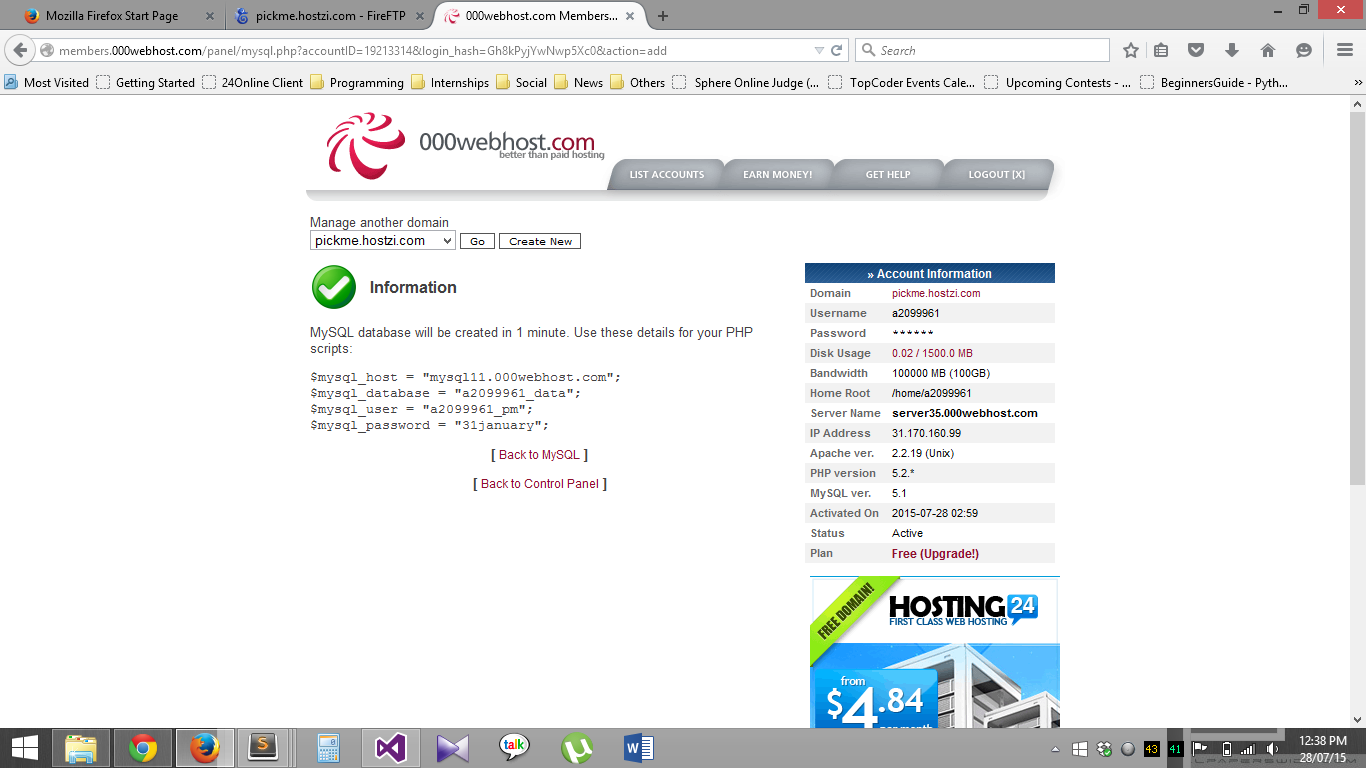 Mozilla Firefox Start Page
pickme.hostzi.com - FireFTP
000webhost.com Members...
members.000webhost.com/panel/mysql.php?accountID=19213314&login_hash=Gh8kPyjYwNwp5Xc0&action=add
Search
Most Visited
Getting Started
24Online Client
Programming
Internships
Social
News
Others
Sphere Online Judge (...
TopCoder Events Cale...
Upcoming Contests - ...
BeginnersGuide - Pyth...
000webhost.com
better than paid hosting
LIST ACCOUNTS
EARN MONEY!
GET HELP
LOGOUT [X]
Manage another domain
pickme.hostzi.com
Go
Create New
Information
MySQL database will be created in 1 minute. Use these details for your PHP
scripts:
$mysql_host = "mysql11.000webhost.com";
$mysql_database = "a2099961_data";
$mysql_user = "a2099961_pm";
$mysql_password = "31january";
[ Back to MySQL ]
[ Back to Control Panel ]
» Account Information
Domain pickme.hostzi.com
Username a2099961
Password ******
Disk Usage 0.02 / 1500.0 MB
Bandwidth 100000 MB (100GB)
Home Root /home/a2099961
Server Name server35.000webhost.com
IP Address 31.170.160.99
Apache ver. 2.2.19 (Unix)
PHP version 5.2.*
MySQL ver. 5.1
Activated On 2015-07-28 02:59
Status Active
Plan Free (Upgrade!)
FREE DOMAIN!
HOSTING 24
FIRST CLASS WEB HOSTING
from
$4.84
per month
talk
43
41
12:38 PM
28/07/15